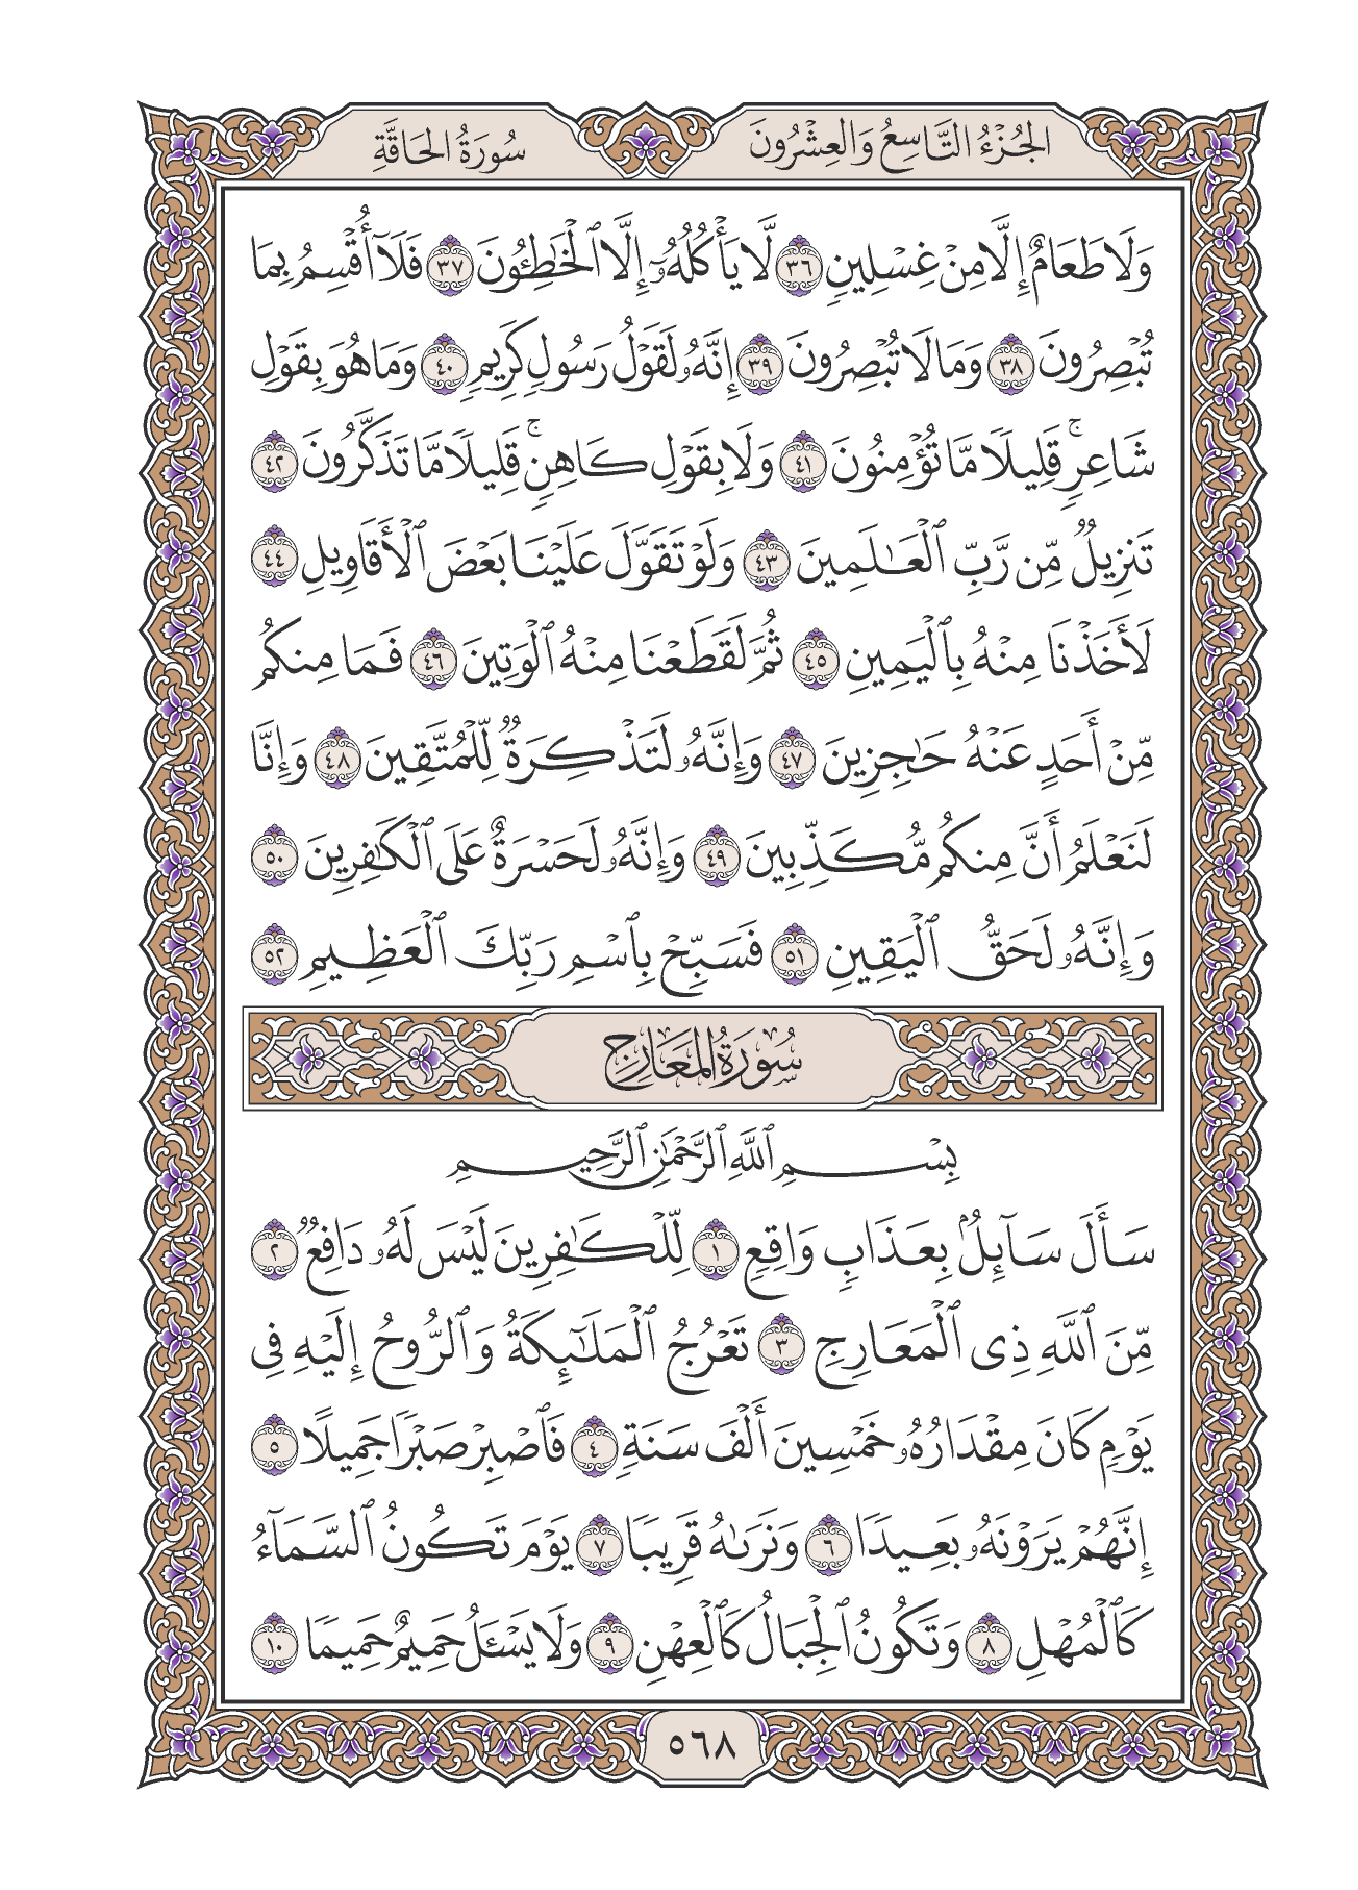 الجُزْءُ التَّاسِعُ وَالعِشْرُونَ
سُورَةُ الحَاقَّةِ
وَلَا طَعَامٌ إِلَّا مِنْ غِسْلِينٍ ٣٦ لَّا يَأْكُلُهُۥٓ إِلَّا ٱلْخَٰطِـُٔونَ ٣٧ فَلَآ أُقْسِمُ بِمَا
تُبْصِرُونَ ٣٨ وَمَا لَا تُبْصِرُونَ ٣٩ إِنَّهُۥ لَقَوْلُ رَسُولٍ كَرِيمٍ ٤٠ وَمَا هُوَ بِقَوْلِ
شَاعِرٍ ۚ قَلِيلًا مَّا تُؤْمِنُونَ ٤١ وَلَا بِقَوْلِ كَاهِنٍ ۚ قَلِيلًا مَّا تَذَكَّرُونَ ٤٢
تَنزِيلٌ مِّن رَّبِّ ٱلْعَٰلَمِينَ ٤٣ وَلَوْ تَقَوَّلَ عَلَيْنَا بَعْضَ ٱلْأَقَاوِيلِ ٤٤
لَأَخَذْنَا مِنْهُ بِٱلْيَمِينِ ٤٥ ثُمَّ لَقَطَعْنَا مِنْهُ ٱلْوَتِينَ ٤٦ فَمَا مِنكُم
مِّنْ أَحَدٍ عَنْهُ حَٰجِزِينَ ٤٧ وَإِنَّهُۥ لَتَذْكِرَةٌ لِّلْمُتَّقِينَ ٤٨ وَإِنَّا
لَنَعْلَمُ أَنَّ مِنكُم مُّكَذِّبِينَ ٤٩ وَإِنَّهُۥ لَحَسْرَةٌ عَلَى ٱلْكَٰفِرِينَ ٥٠
وَإِنَّهُۥ لَحَقُّ ٱلْيَقِينِ ٥١ فَسَبِّحْ بِٱسْمِ رَبِّكَ ٱلْعَظِيمِ ٥٢
سُورَةُ المَعَارِجِ
بِسْمِ ٱللَّهِ ٱلرَّحْمَٰنِ ٱلرَّحِيمِ
سَأَلَ سَآئِلٌۢ بِعَذَابٍ وَاقِعٍ ١ لِّلْكَٰفِرِينَ لَيْسَ لَهُۥ دَافِعٌ ٢
مِّنَ ٱللَّهِ ذِى ٱلْمَعَارِجِ ٣ تَعْرُجُ ٱلْمَلَٰٓئِكَةُ وَٱلرُّوحُ إِلَيْهِ فِى
يَوْمٍ كَانَ مِقْدَارُهُۥ خَمْسِينَ أَلْفَ سَنَةٍ ٤ فَٱصْبِرْ صَبْرًا جَمِيلًا ٥
إِنَّهُمْ يَرَوْنَهُۥ بَعِيدًا ٦ وَنَرَىٰهُ قَرِيبًا ٧ يَوْمَ تَكُونُ ٱلسَّمَآءُ
كَٱلْمُهْلِ ٨ وَتَكُونُ ٱلْجِبَالُ كَٱلْعِهْنِ ٩ وَلَا يَسْـَٔلُ حَمِيمٌ حَمِيمًا ١٠
٥٦٨